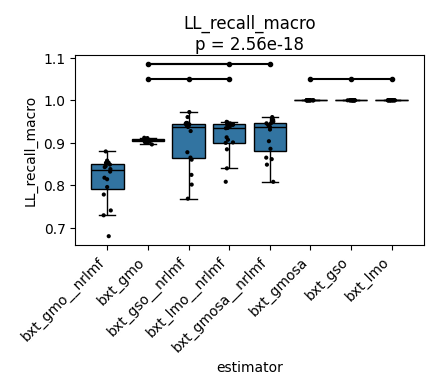 LL_recall_macro
p = 2.56e-18
1.1
1.0
0.9
0.8
0.7
LL_recall_macro
bxt_gmo__nrlmf
bxt_gmo
bxt_gso__nrlmf
bxt_lmo__nrlmf
bxt_gmosa__nrlmf
bxt_gmosa
bxt_gso
bxt_lmo
estimator